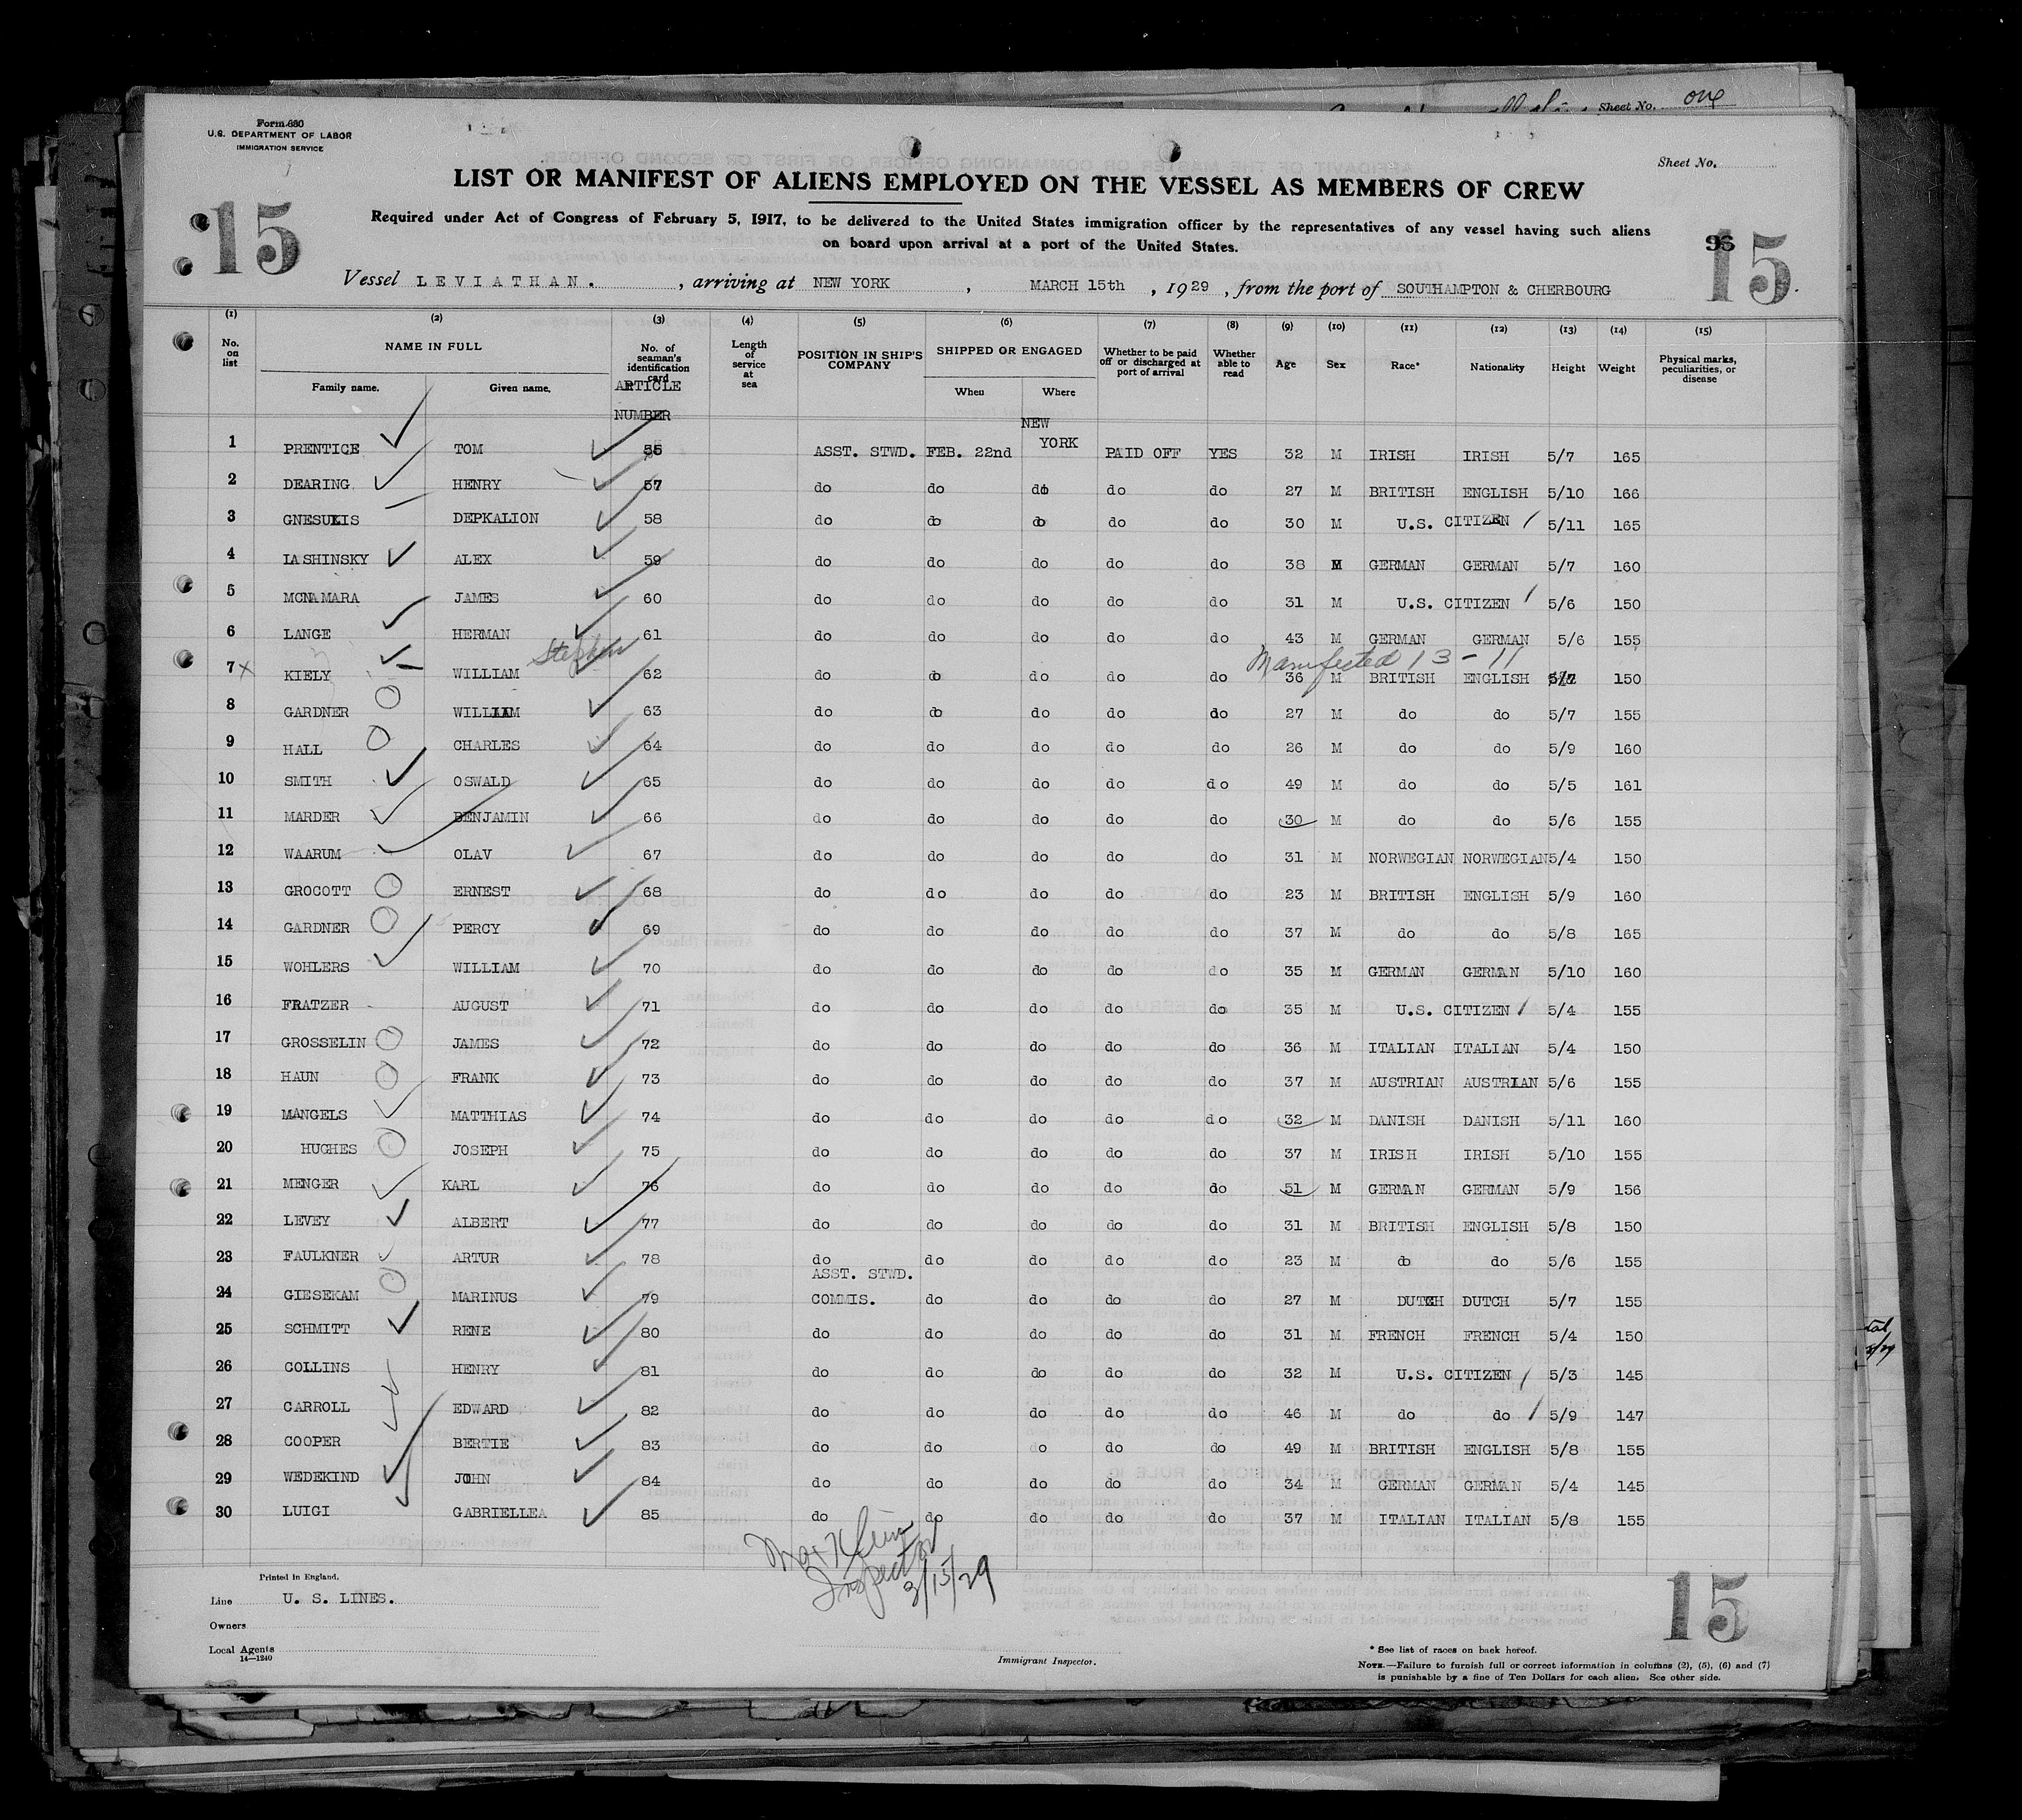 Sheet No. one
Form 680
U.S. DEPARTMENT OF LABOR
IMMIGRATION SERVICE
Sheet No.
LIST OR MANIFEST OF ALIENS EMPLOYED ON THE VESSEL AS MEMBERS OF CREW
15
Required under Act of Congress of February 5, 1917, to be delivered to the United States immigration officer by the representatives of any vessel having such aliens
on board upon arrival at a port of the United States.
96
15
Vessel LEVIATHAN. , arriving at NEW YORK , MARCH 15th , 1929 , from the port of SOUTHAMPTON & CHERBOURG
(1) (2) (3) (4) (5) (6) (7) (8) (9) (10) (11) (12) (13) (14) (15)
No. on list NAME IN FULL Family name. Given name. No. of seaman's identification card ARTICLE NUMBER Length of service at sea POSITION IN SHIP'S COMPANY SHIPPED OR ENGAGED When Where Whether to be paid off or discharged at port of arrival Whether able to read Age Sex Race* Nationality Height Weight Physical marks, peculiarities, or disease
1 PRENTICE TOM 55 ASST. STWD. FEB. 22nd NEW YORK PAID OFF YES 32 M IRISH IRISH 5/7 165
2 DEARING HENRY 57 do do do do do 27 M BRITISH ENGLISH 5/10 166
3 GNESULIS DEPKALION 58 do do do do do 30 M U.S. CITIZEN 5/11 165
4 LASHINSKY ALEX 59 do do do do do 38 M GERMAN GERMAN 5/7 160
5 MCNAMARA JAMES 60 do do do do do 31 M U.S. CITIZEN 5/6 150
6 LANGE HERMAN 61 do do do do do 43 M GERMAN GERMAN 5/6 155
Stephen Manifested 13-11
7 x KIELY WILLIAM 62 do do do do do 36 M BRITISH ENGLISH 5/7 150
8 GARDNER WILLIAM 63 do do do do do 27 M do do 5/7 155
9 HALL CHARLES 64 do do do do do 26 M do do 5/9 160
10 SMITH OSWALD 65 do do do do do 49 M do do 5/5 161
11 MARDER BENJAMIN 66 do do do do do 30 M do do 5/6 155
12 WAARUM OLAV 67 do do do do do 31 M NORWEGIAN NORWEGIAN 5/4 150
13 GROCOTT ERNEST 68 do do do do do 23 M BRITISH ENGLISH 5/9 160
14 GARDNER PERCY 69 do do do do do 37 M do do 5/8 165
15 WOHLERS WILLIAM 70 do do do do do 35 M GERMAN GERMAN 5/10 160
16 FRATZER AUGUST 71 do do do do do 35 M U.S. CITIZEN 5/4 155
17 GROSSELIN JAMES 72 do do do do do 36 M ITALIAN ITALIAN 5/4 150
18 HAUN FRANK 73 do do do do do 37 M AUSTRIAN AUSTRIAN 5/6 155
19 MANGELS MATTHIAS 74 do do do do do 32 M DANISH DANISH 5/11 160
20 HUGHES JOSEPH 75 do do do do do 37 M IRISH IRISH 5/10 155
21 MENGER KARL 76 do do do do do 51 M GERMAN GERMAN 5/9 156
22 LEVEY ALBERT 77 do do do do do 31 M BRITISH ENGLISH 5/8 150
23 FAULKNER ARTUR 78 do do do do do 23 M do do 5/6 155
24 GIESEKAM MARINUS 79 ASST. STWD. COMMIS. do do do do 27 M DUTCH DUTCH 5/7 155
25 SCHMITT RENE 80 do do do do do 31 M FRENCH FRENCH 5/4 150
26 COLLINS HENRY 81 do do do do do 32 M U.S. CITIZEN 5/3 145
27 CARROLL EDWARD 82 do do do do do 46 M do do 5/9 147
28 COOPER BERTIE 83 do do do do do 49 M BRITISH ENGLISH 5/8 155
29 WEDEKIND JOHN 84 do do do do do 34 M GERMAN GERMAN 5/4 145
30 LUIGI GABRIELLEA 85 do do do do do 37 M ITALIAN ITALIAN 5/8 155
Max Klein
Inspector
3/15/29
Printed in England.
Line U. S. LINES.
Owners
Local Agents
14—1240
Immigrant Inspector.
15
* See list of races on back hereof.
NOTE.—Failure to furnish full or correct information in columns (2), (5), (6) and (7)
is punishable by a fine of Ten Dollars for each alien. See other side.